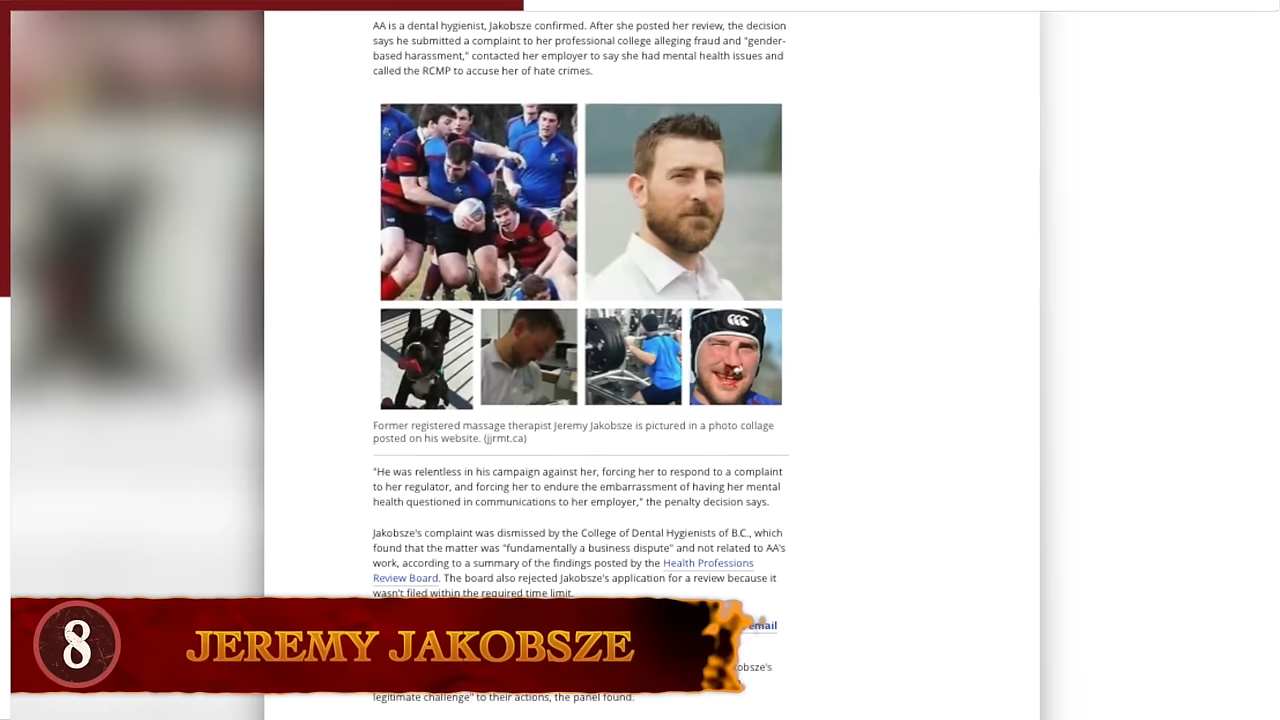 AA is a dental hygienist, Jakobsze confirmed. After she posted her review, the decision
says he submitted a complaint to her professional college alleging fraud and "gender-
based harassment," contacted her employer to say she had mental health issues and
called the RCMP to accuse her of hate crimes.
CCC
Former registered massage therapist Jeremy Jakobsze is pictured in a photo collage
posted on his website. (jjrmt.ca)
"He was relentless in his campaign against her, forcing her to respond to a complaint
to her regulator, and forcing her to endure the embarrassment of having her mental
health questioned in communications to her employer," the penalty decision says.
Jakobsze's complaint was dismissed by the College of Dental Hygienists of B.C., which
found that the matter was "fundamentally a business dispute" and not related to AA's
work, according to a summary of the findings posted by the Health Professions
Review Board. The board also rejected Jakobsze's application for a review because it
wasn't filed within the required time limit.
email
8 JEREMY JAKOBSZE
legitimate challenge" to their actions, the panel found.